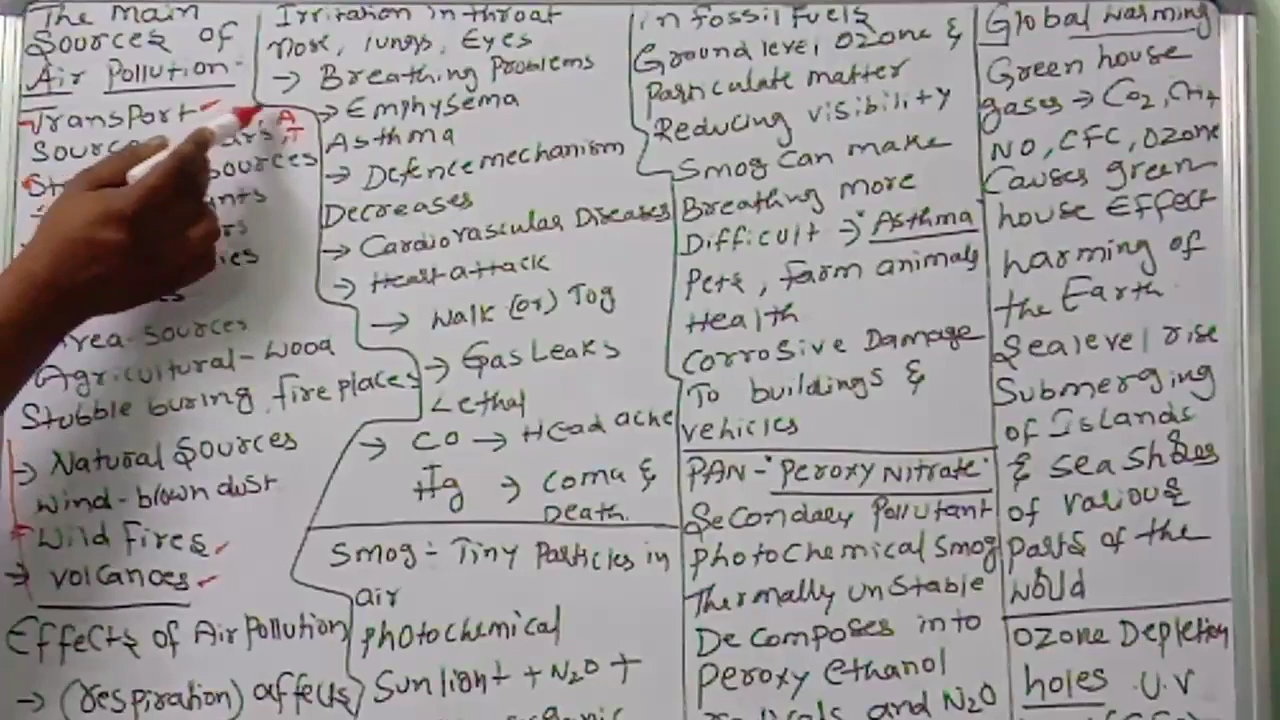 The main
Sources of
Air Pollution
Transport
ources
Area-sources
Agricultural-wood
Stubble buring, fire places
→ Natural Sources
wind-blown dust
→ Wild fires
→ volcanoes
Effects of Air Pollution
→ (respiration) affects
Irritation in throat
nose, lungs, Eyes
→ Breathing Problems
→ Emphysema
A
T
Asthma
→ Defence mechanism
Decreases
→ Cardiovascular Diseases
→ Heart attack
→ Walk (or) Jog
→ Gas Leaks
Lethal
→ CO → Head ache
Hg → coma &
Death.
Smog - Tiny Particles in
air
photochemical
Sunlight + N2O +
in fossil fuels
Ground level Ozone &
particulate matter
Reducing visibility
Smog can make
Breathing more
Difficult → "Asthma"
Pets, farm animals
Health
corrosive Damage
To buildings &
vehicles
PAN - "Peroxy Nitrate"
Secondary Pollutant
photochemical smog
Thermally unstable
Decomposes into
peroxy ethanol
and N2O
Global warming
Green house
gases → CO2, CH4
NO, CFC, Ozone
Causes green
house Effect
warming of
the Earth
Sealevel rise
Submerging
of Islands
& sea shores
of various
parts of the
world
Ozone Depletion
holes U.V